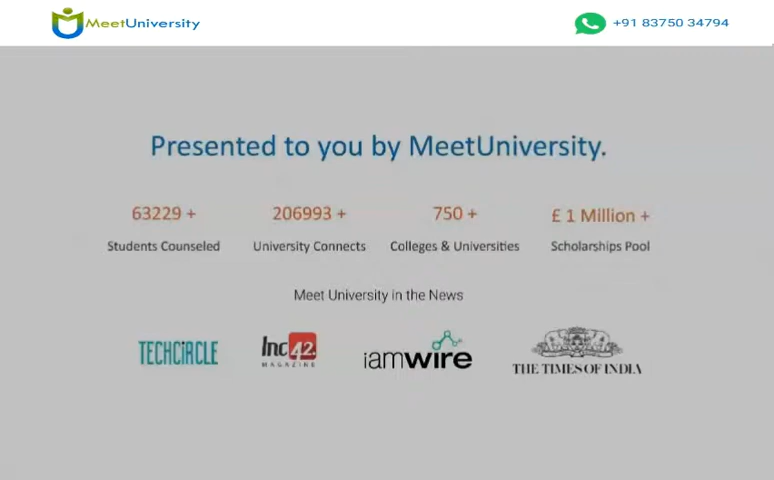 MeetUniversity
+91 83750 34794
Presented to you by MeetUniversity.
63229 + 206993 + 750 + £ 1 Million +
Students Counseled University Connects Colleges & Universities Scholarships Pool
Meet University in the News
TECHCIRCLE
Inc42.
MAGAZINE
iamwire
THE TIMES OF INDIA